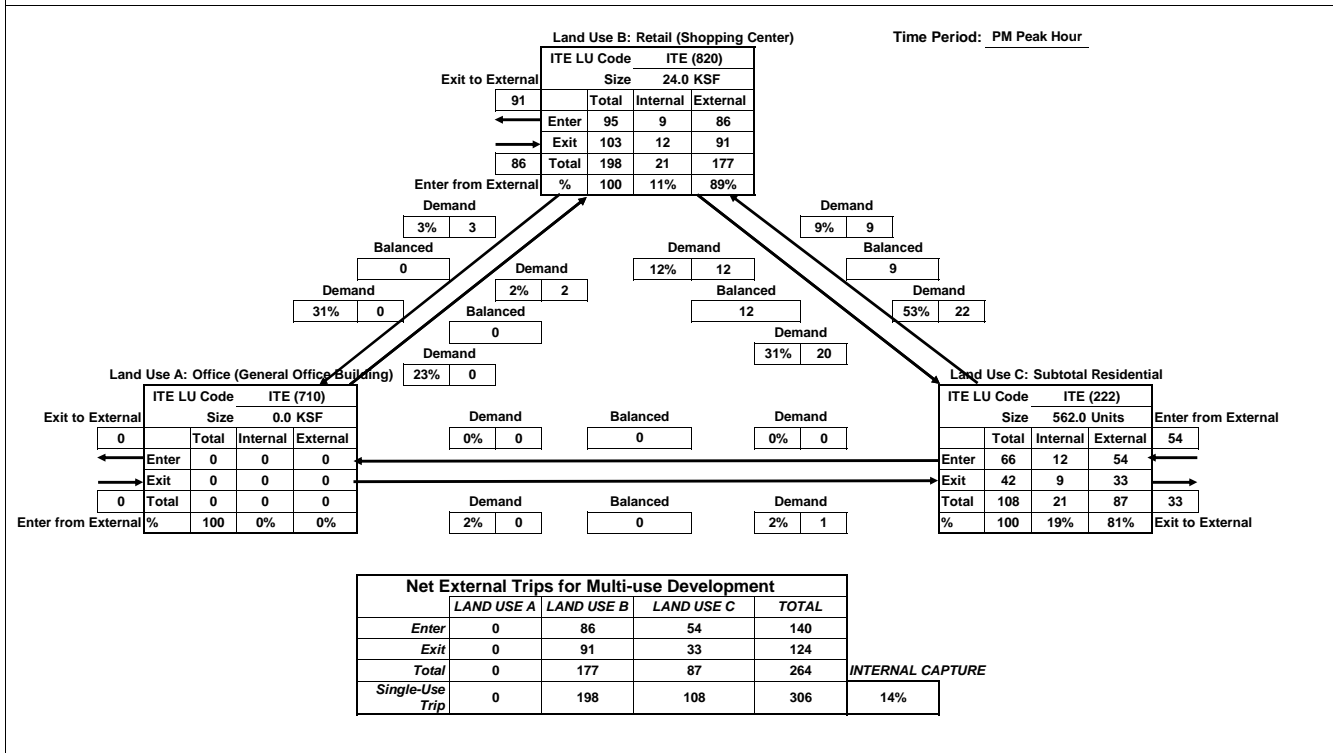 Land Use B: Retail (Shopping Center)
Time Period: PM Peak Hour
ITE LU Code ITE (820)
Exit to External Size 24.0 KSF
91 Total Internal External
Enter 95 9 86
Exit 103 12 91
86 Total 198 21 177
Enter from External % 100 11% 89%
Demand
3% 3
Balanced
0
Demand
31% 0
Demand
2% 2
Balanced
0
Demand
23% 0
Demand
12% 12
Balanced
12
Demand
31% 20
Demand
9% 9
Balanced
9
Demand
53% 22
Land Use A: Office (General Office Building)
ITE LU Code ITE (710)
Exit to External Size 0.0 KSF
0 Total Internal External
Enter 0 0 0
Exit 0 0 0
0 Total 0 0 0
Enter from External % 100 0% 0%
Demand Balanced Demand
0% 0 0 0% 0
Demand Balanced Demand
2% 0 0 2% 1
Land Use C: Subtotal Residential
ITE LU Code ITE (222)
Size 562.0 Units Enter from External
Total Internal External 54
Enter 66 12 54
Exit 42 9 33
Total 108 21 87 33
% 100 19% 81% Exit to External
Net External Trips for Multi-use Development
LAND USE A LAND USE B LAND USE C TOTAL
Enter 0 86 54 140
Exit 0 91 33 124
Total 0 177 87 264 INTERNAL CAPTURE
Single-Use
Trip 0 198 108 306 14%